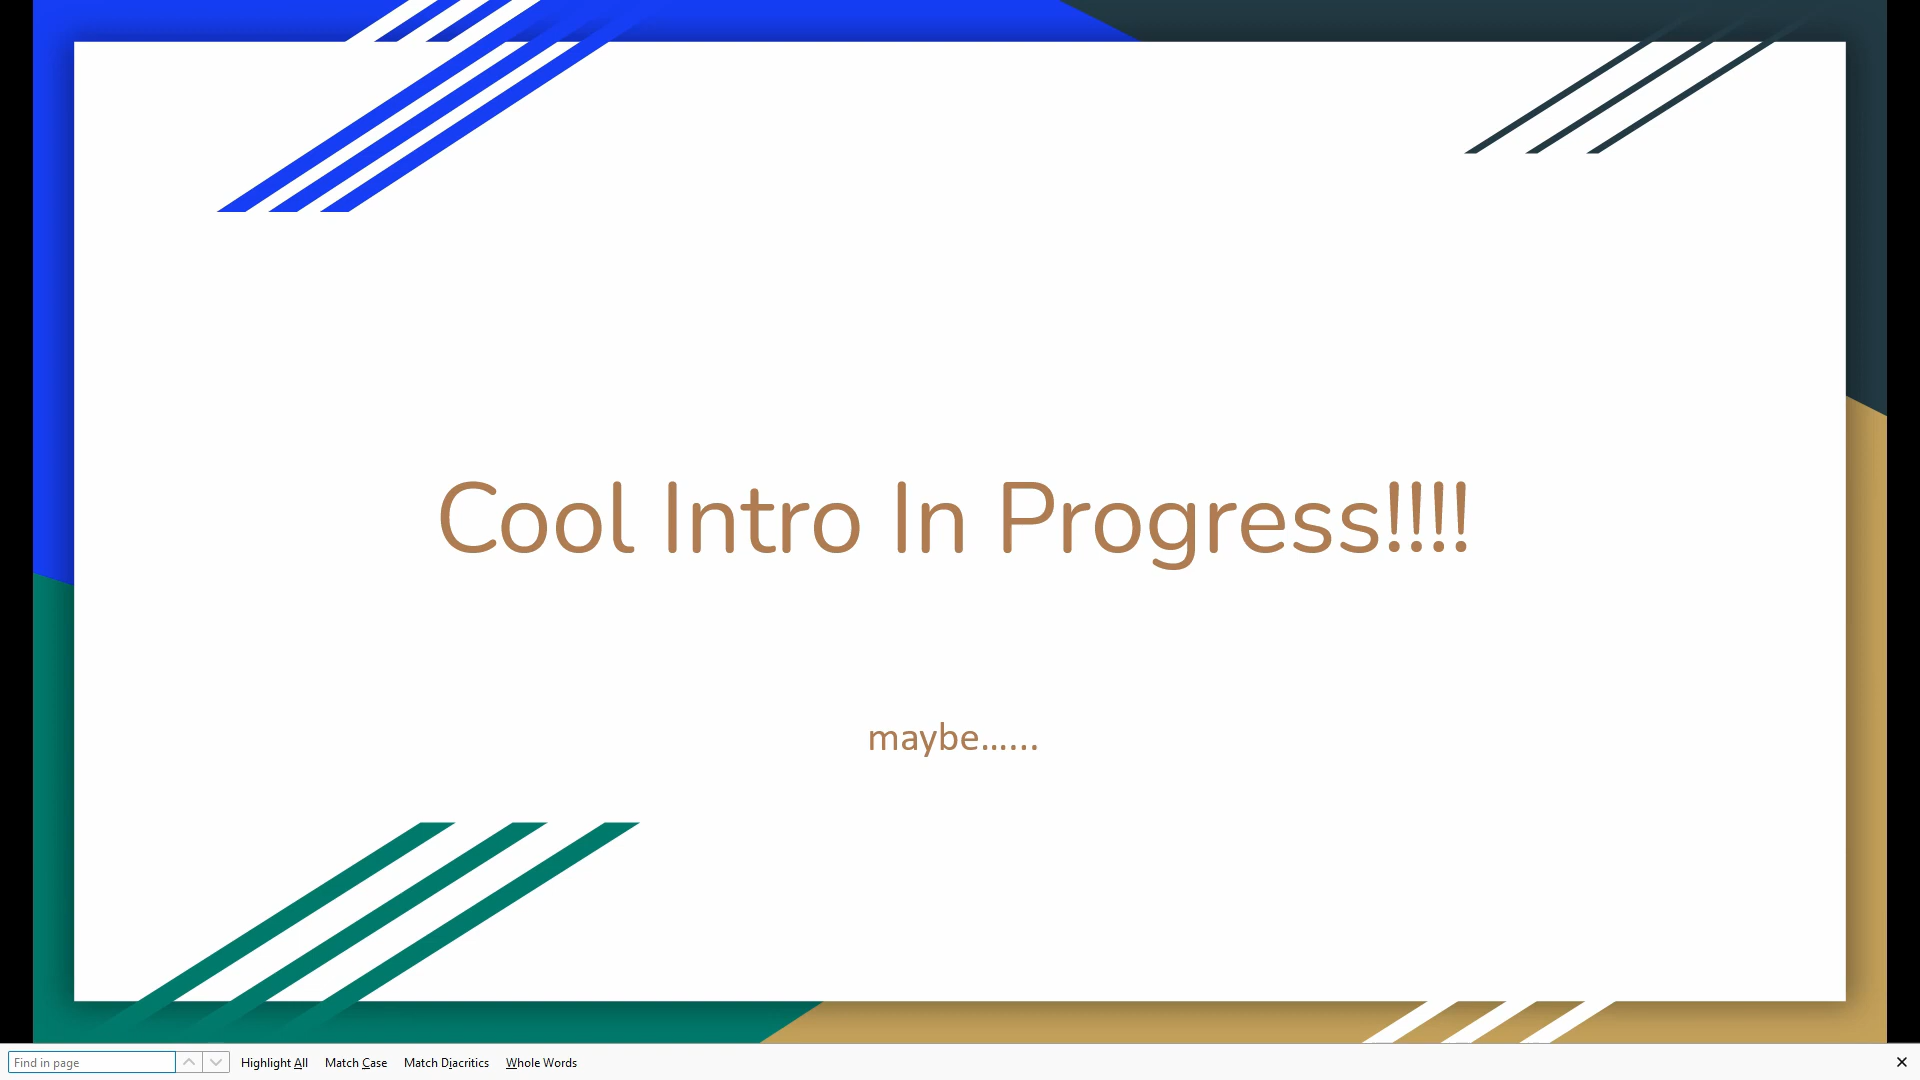 Cool Intro In Progress!!!!
maybe......
Find in page Highlight All Match Case Match Diacritics Whole Words